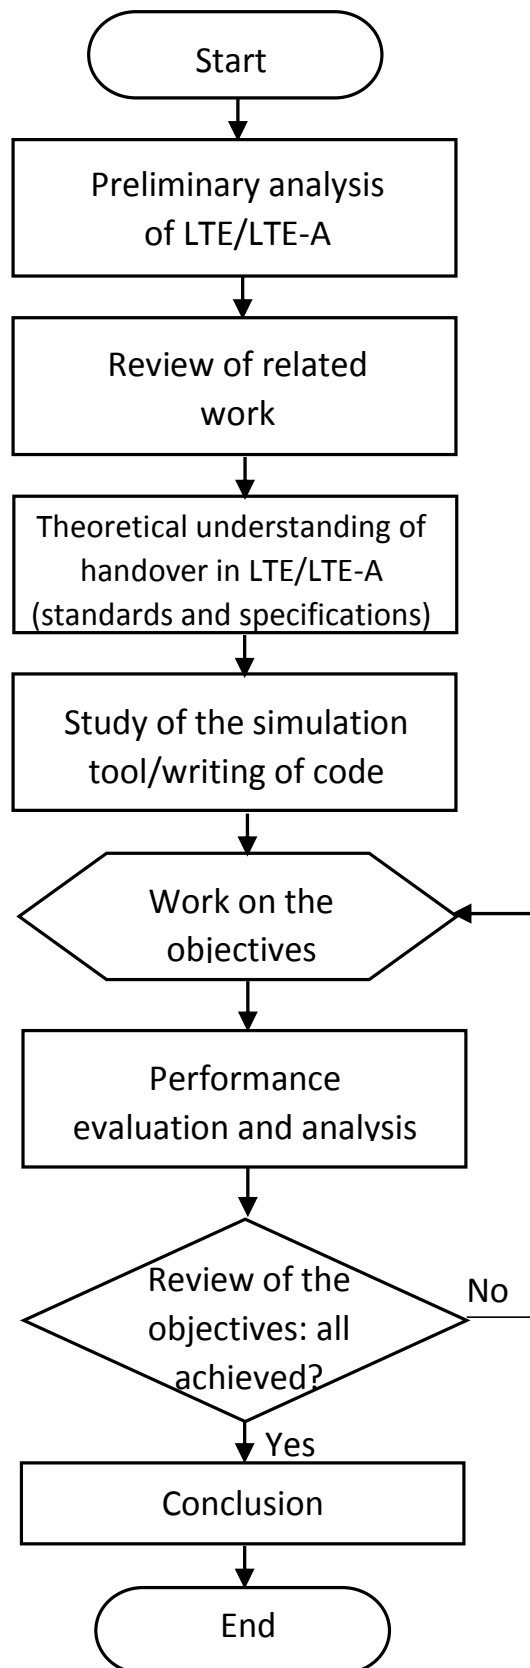 Start
Preliminary analysis
of LTE/LTE-A
Review of related
work
Theoretical understanding of
handover in LTE/LTE-A
(standards and specifications)
Study of the simulation
tool/writing of code
Work on the
objectives
Performance
evaluation and analysis
Review of the
objectives: all
achieved?
No
Yes
Conclusion
End